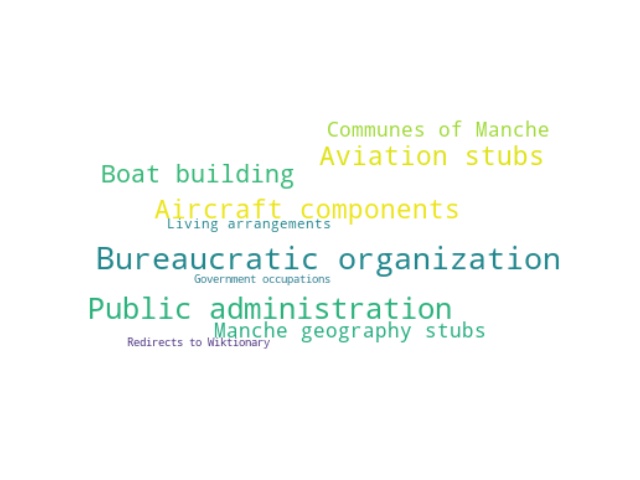 Communes of Manche
Aviation stubs
Boat building
Aircraft components
Living arrangements
Bureaucratic organization
Government occupations
Public administration
Manche geography stubs
Redirects to Wiktionary